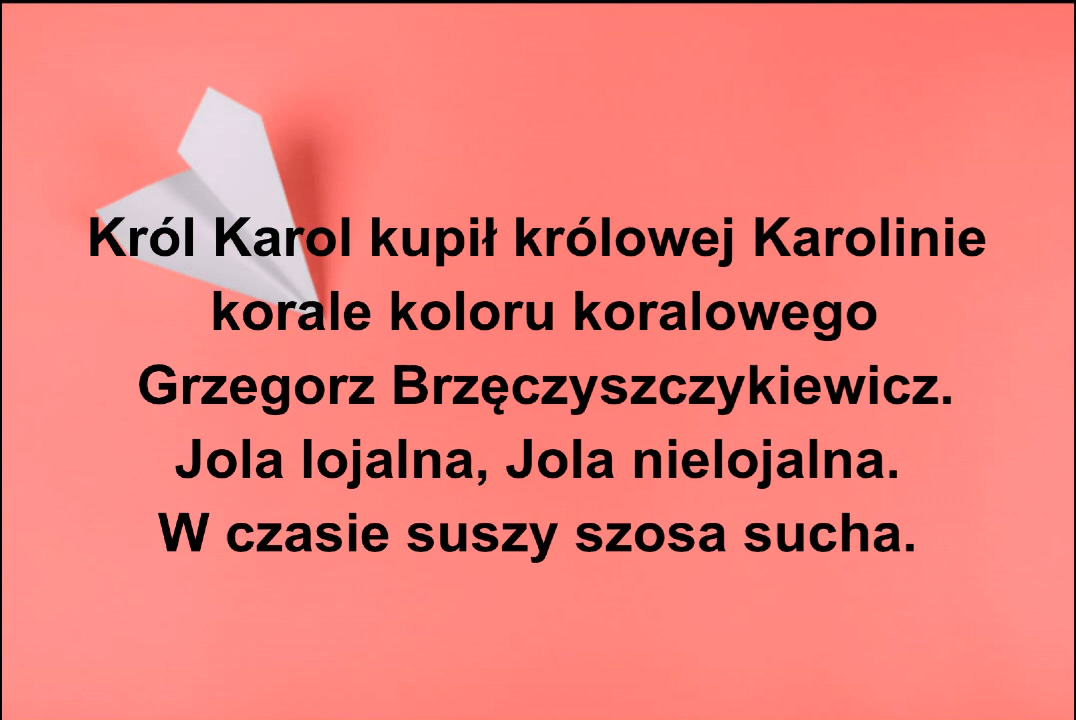 Król Karol kupił królowej Karolinie
korale koloru koralowego
Grzegorz Brzęczyszczykiewicz.
Jola lojalna, Jola nielojalna.
W czasie suszy szosa sucha.